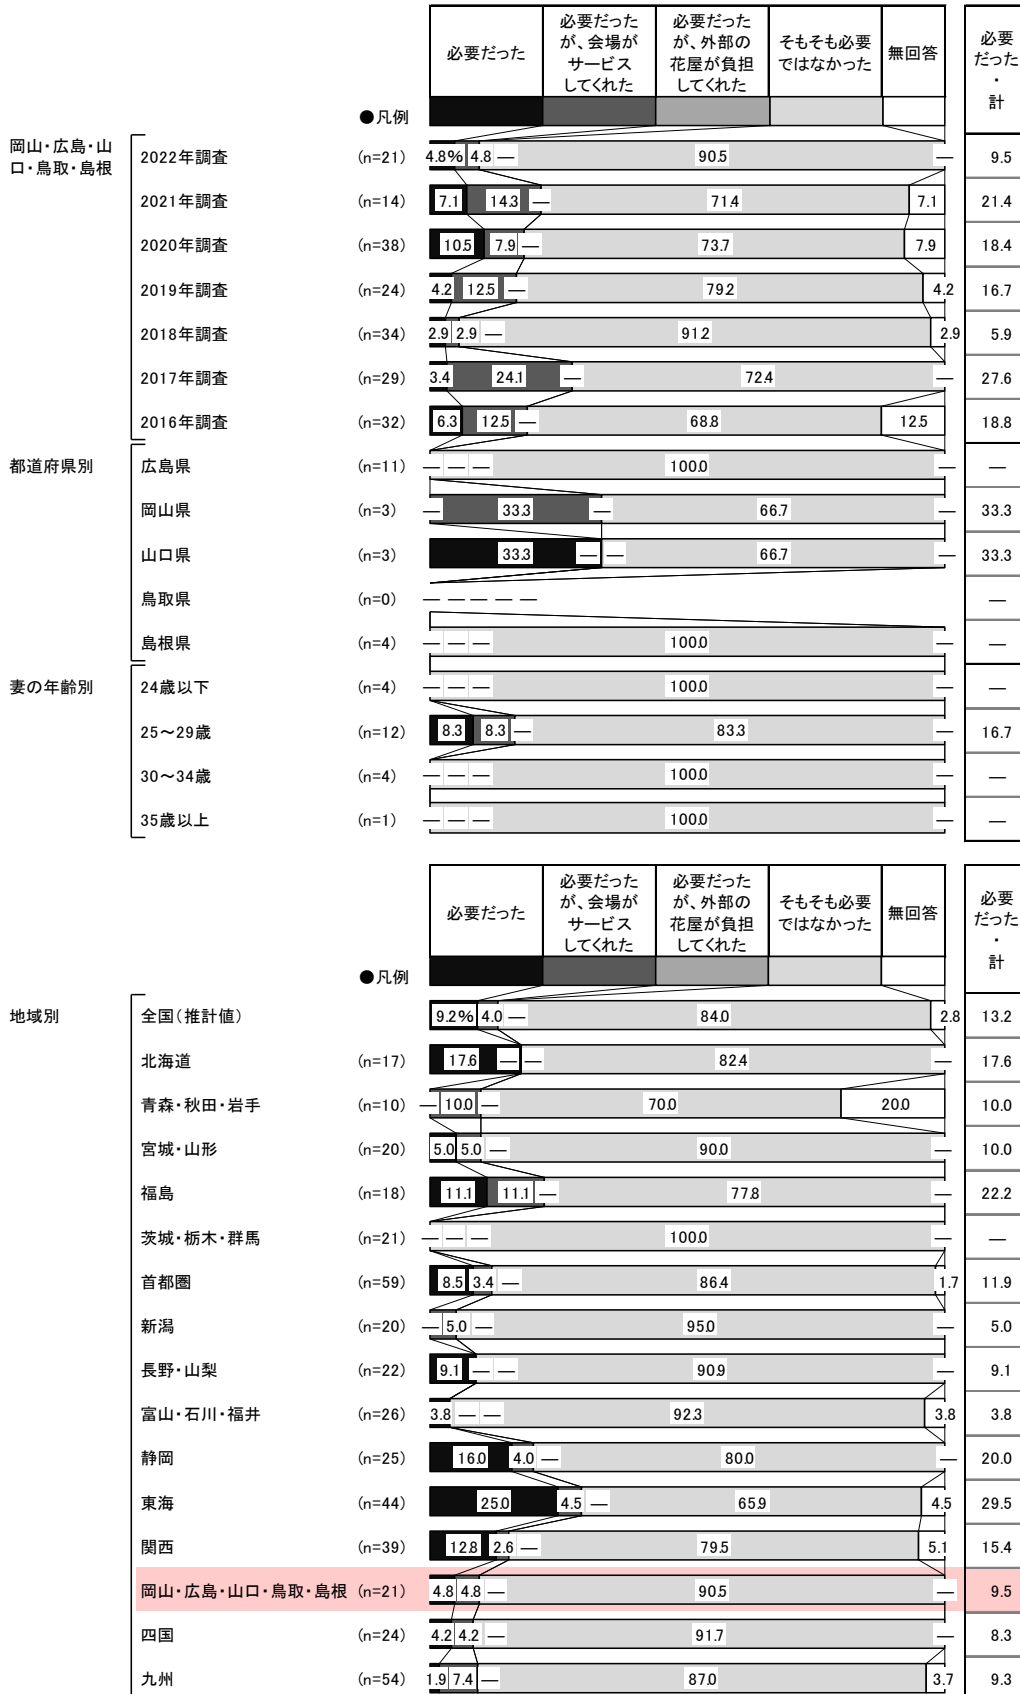 必要だった
必要だった
が、会場が
サービス
してくれた
必要だった
が、外部の
花屋が負担
してくれた
そもそも必要
ではなかった
無回答
必要
だった
・
計
●凡例
岡山・広島・山
口・鳥取・島根
2022年調査 (n=21) 4.8% 4.8 — 90.5 — 9.5
2021年調査 (n=14) 7.1 14.3 — 71.4 7.1 21.4
2020年調査 (n=38) 10.5 7.9 — 73.7 7.9 18.4
2019年調査 (n=24) 4.2 12.5 — 79.2 4.2 16.7
2018年調査 (n=34) 2.9 2.9 — 91.2 2.9 5.9
2017年調査 (n=29) 3.4 24.1 — 72.4 — 27.6
2016年調査 (n=32) 6.3 12.5 — 68.8 12.5 18.8
都道府県別 広島県 (n=11) — — — 100.0 — —
岡山県 (n=3) — 33.3 — 66.7 — 33.3
山口県 (n=3) 33.3 — — 66.7 — 33.3
鳥取県 (n=0) — — — — — —
島根県 (n=4) — — — 100.0 — —
妻の年齢別 24歳以下 (n=4) — — — 100.0 — —
25～29歳 (n=12) 8.3 8.3 — 83.3 — 16.7
30～34歳 (n=4) — — — 100.0 — —
35歳以上 (n=1) — — — 100.0 — —
必要だった
必要だった
が、会場が
サービス
してくれた
必要だった
が、外部の
花屋が負担
してくれた
そもそも必要
ではなかった
無回答
必要
だった
・
計
●凡例
地域別 全国（推計値） 9.2% 4.0 — 84.0 2.8 13.2
北海道 (n=17) 17.6 — — 82.4 — 17.6
青森・秋田・岩手 (n=10) — 10.0 — 70.0 20.0 10.0
宮城・山形 (n=20) 5.0 5.0 — 90.0 — 10.0
福島 (n=18) 11.1 11.1 — 77.8 — 22.2
茨城・栃木・群馬 (n=21) — — — 100.0 — —
首都圏 (n=59) 8.5 3.4 — 86.4 1.7 11.9
新潟 (n=20) — 5.0 — 95.0 — 5.0
長野・山梨 (n=22) 9.1 — — 90.9 — 9.1
富山・石川・福井 (n=26) 3.8 — — 92.3 3.8 3.8
静岡 (n=25) 16.0 4.0 — 80.0 — 20.0
東海 (n=44) 25.0 4.5 — 65.9 4.5 29.5
関西 (n=39) 12.8 2.6 — 79.5 5.1 15.4
岡山・広島・山口・鳥取・島根 (n=21) 4.8 4.8 — 90.5 — 9.5
四国 (n=24) 4.2 4.2 — 91.7 — 8.3
九州 (n=54) 1.9 7.4 — 87.0 3.7 9.3